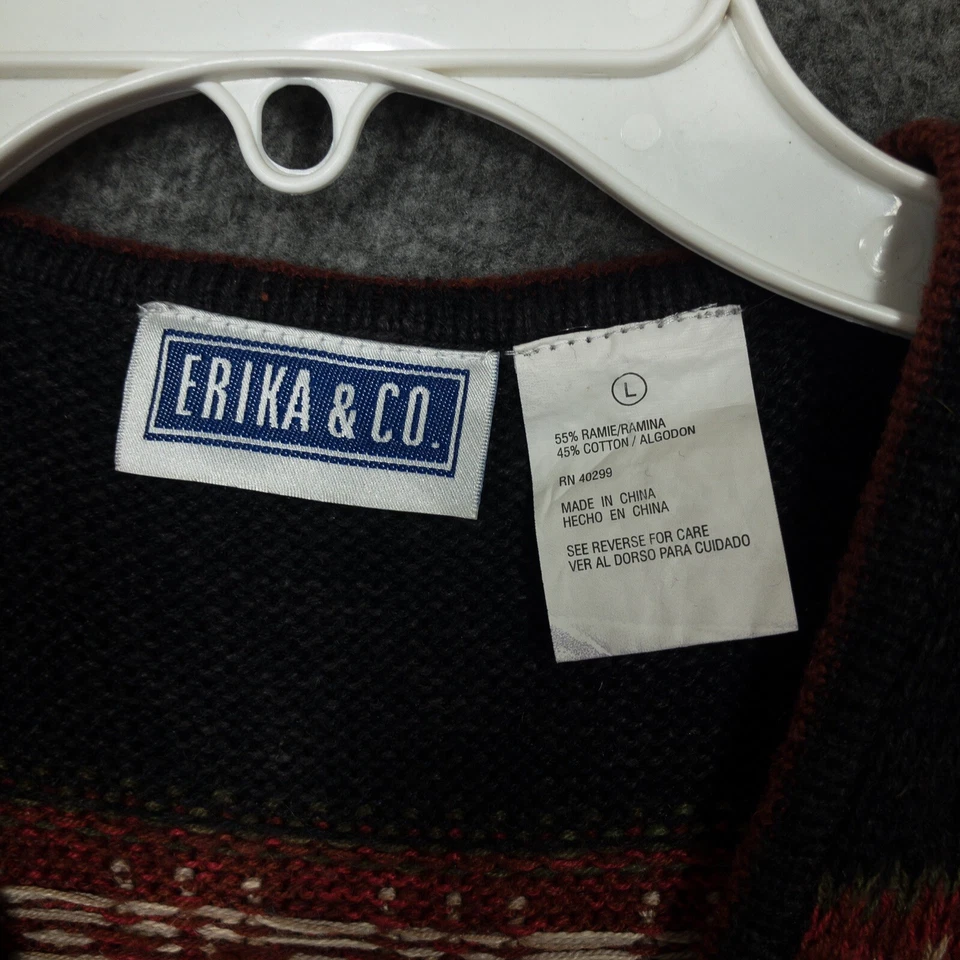 ERIKA & CO.
L
55% RAMIE/RAMINA
45% COTTON / ALGODON
RN 40299
MADE IN CHINA
HECHO EN CHINA
SEE REVERSE FOR CARE
VER AL DORSO PARA CUIDADO